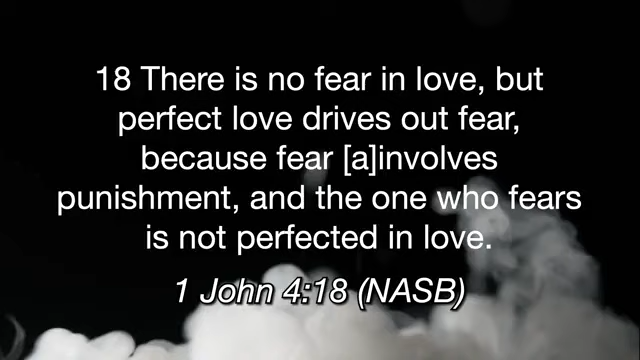 18 There is no fear in love, but
perfect love drives out fear,
because fear [a]involves
punishment, and the one who fears
is not perfected in love.
1 John 4:18 (NASB)